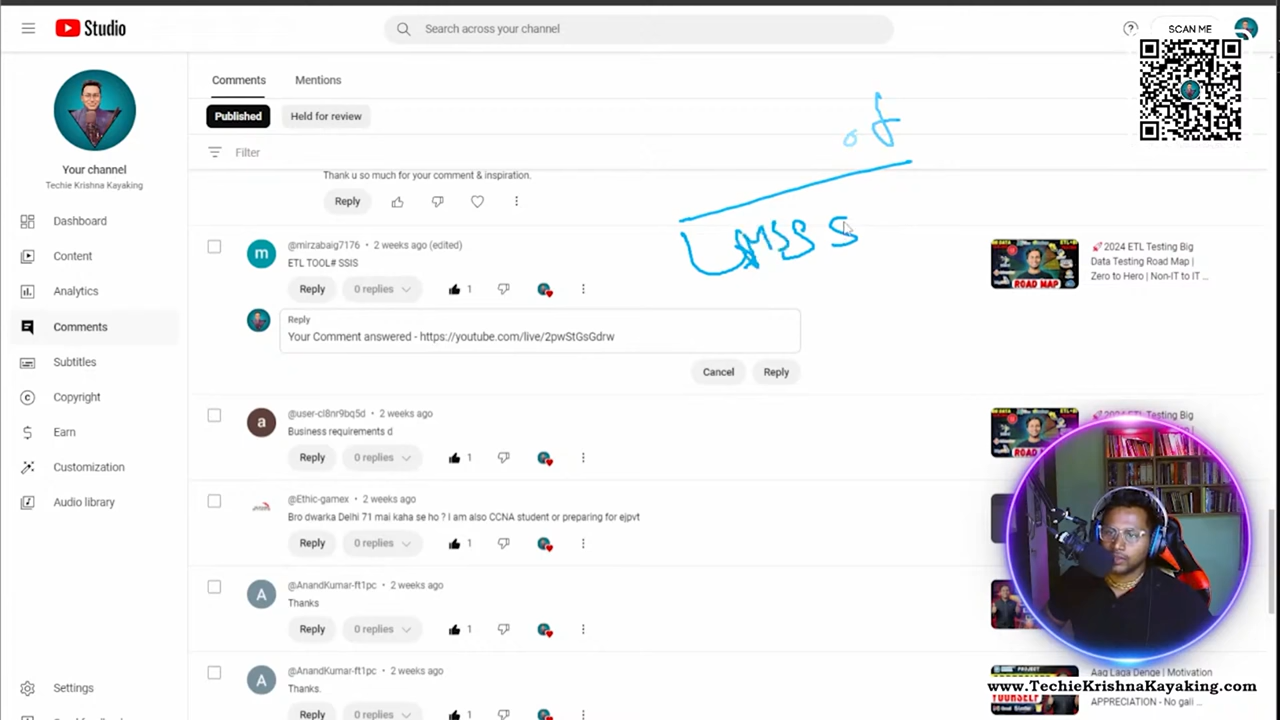 Studio
Search across your channel
SCAN ME
Your channel
Techie Krishna Kayaking
Dashboard
Content
Analytics
Comments
Subtitles
Copyright
Earn
Customization
Audio library
Settings
Comments
Mentions
Published
Held for review
Filter
of
Thank u so much for your comment & inspiration.
Reply
@mirzabaig7176 • 2 weeks ago (edited)
ETL TOOL# SSIS
Reply
0 replies
1
🚀2024 ETL Testing Big
Data Testing Road Map |
Zero to Hero | Non-IT to IT ...
ROAD MAP
Reply
Your Comment answered - https://youtube.com/live/2pwStGsGdrw
Cancel
Reply
@user-cl8nr9bq5d • 2 weeks ago
Business requirements d
Reply
0 replies
1
🚀2024 ETL Testing Big
@Ethic-gamex • 2 weeks ago
Bro dwarka Delhi 71 mai kaha se ho ? I am also CCNA student or preparing for ejpvt
Reply
0 replies
1
@AnandKumar-ft1pc • 2 weeks ago
Thanks
Reply
0 replies
1
@AnandKumar-ft1pc • 2 weeks ago
Thanks.
Reply
0 replies
1
Aag Laga Denge | Motivation
APPRECIATION - No gali ...
www.TechieKrishnaKayaking.com